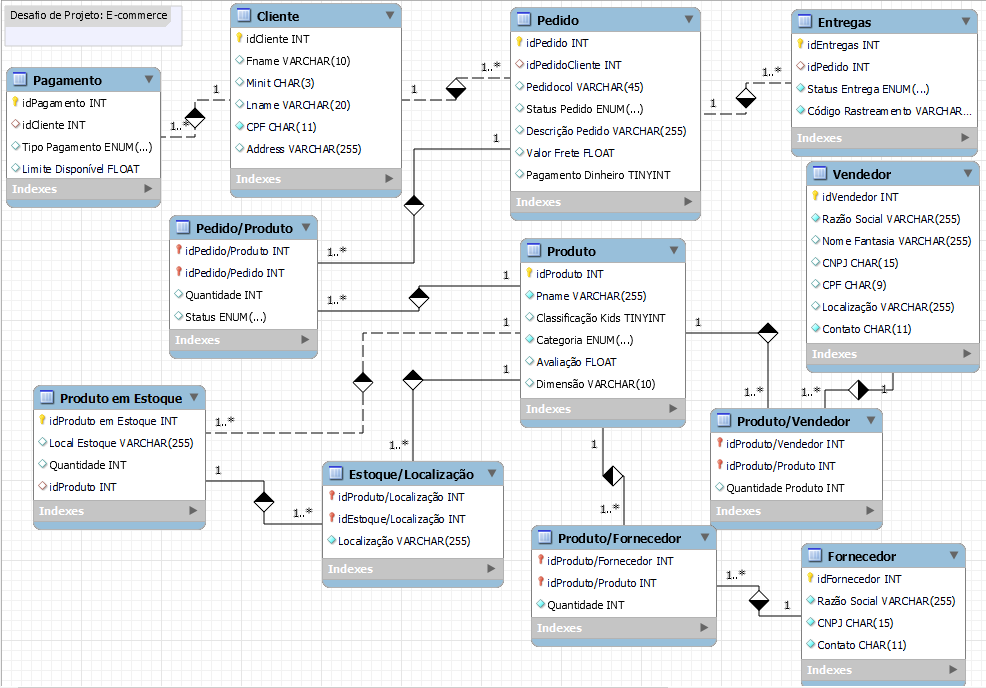 Desafio de Projeto: E-commerce
Cliente
idCliente INT
Fname VARCHAR(10)
Minit CHAR(3)
Lname VARCHAR(20)
CPF CHAR(11)
Address VARCHAR(255)
Indexes
Pedido
idPedido INT
idPedidoCliente INT
Pedidocol VARCHAR(45)
Status Pedido ENUM(...)
Descrição Pedido VARCHAR(255)
Valor Frete FLOAT
Pagamento Dinheiro TINYINT
Indexes
Entregas
idEntregas INT
idPedido INT
Status Entrega ENUM(...)
Código Rastreamento VARCHAR...
Indexes
Pagamento
idPagamento INT
idCliente INT
Tipo Pagamento ENUM(...)
Limite Disponível FLOAT
Indexes
1
1..*
1
1..*
1
1..*
Vendedor
idVendedor INT
Razão Social VARCHAR(255)
Nome Fantasia VARCHAR(255)
CNPJ CHAR(15)
CPF CHAR(9)
Localização VARCHAR(255)
Contato CHAR(11)
Indexes
Pedido/Produto
idPedido/Produto INT
idPedido/Pedido INT
Quantidade INT
Status ENUM(...)
Indexes
1
1..*
1
1..*
Produto
idProduto INT
Pname VARCHAR(255)
Classificação Kids TINYINT
Categoria ENUM(...)
Avaliação FLOAT
Dimensão VARCHAR(10)
Indexes
1
1..*
1
1..*
1
1..*
1..*
1
Produto em Estoque
idProduto em Estoque INT
Local Estoque VARCHAR(255)
Quantidade INT
idProduto INT
Indexes
1
1..*
Estoque/Localização
idProduto/Localização INT
idEstoque/Localização INT
Localização VARCHAR(255)
Indexes
Produto/Vendedor
idProduto/Vendedor INT
idProduto/Produto INT
Quantidade Produto INT
Indexes
1
1..*
Produto/Fornecedor
idProduto/Fornecedor INT
idProduto/Produto INT
Quantidade INT
Indexes
1..*
1
Fornecedor
idFornecedor INT
Razão Social VARCHAR(255)
CNPJ CHAR(15)
Contato CHAR(11)
Indexes